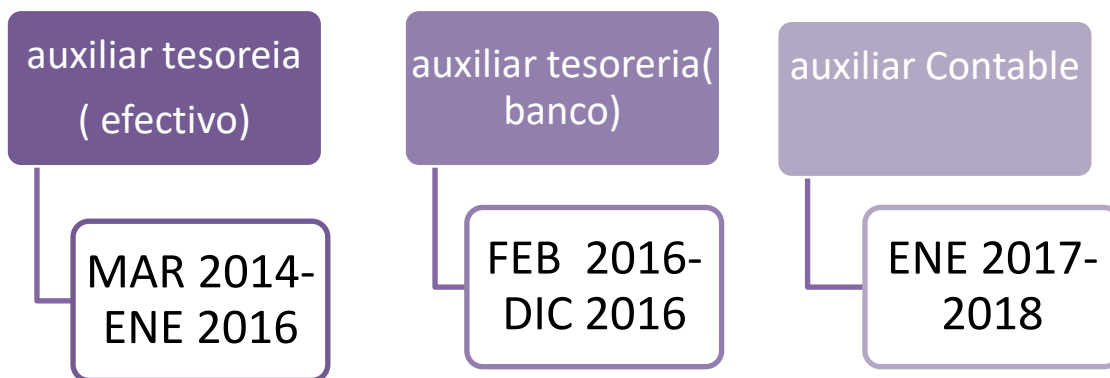 auxiliar tesoreia
( efectivo)
MAR 2014-
ENE 2016
auxiliar tesoreria(
banco)
FEB  2016-
DIC 2016
auxiliar Contable
ENE 2017-
2018